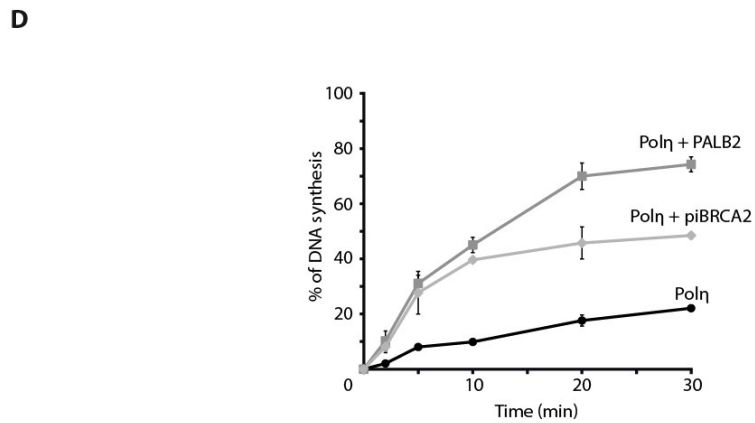 D
100
80
60
40
20
0
10
20
30
% of DNA synthesis
Time (min)
Polη + PALB2
Polη + piBRCA2
Polη